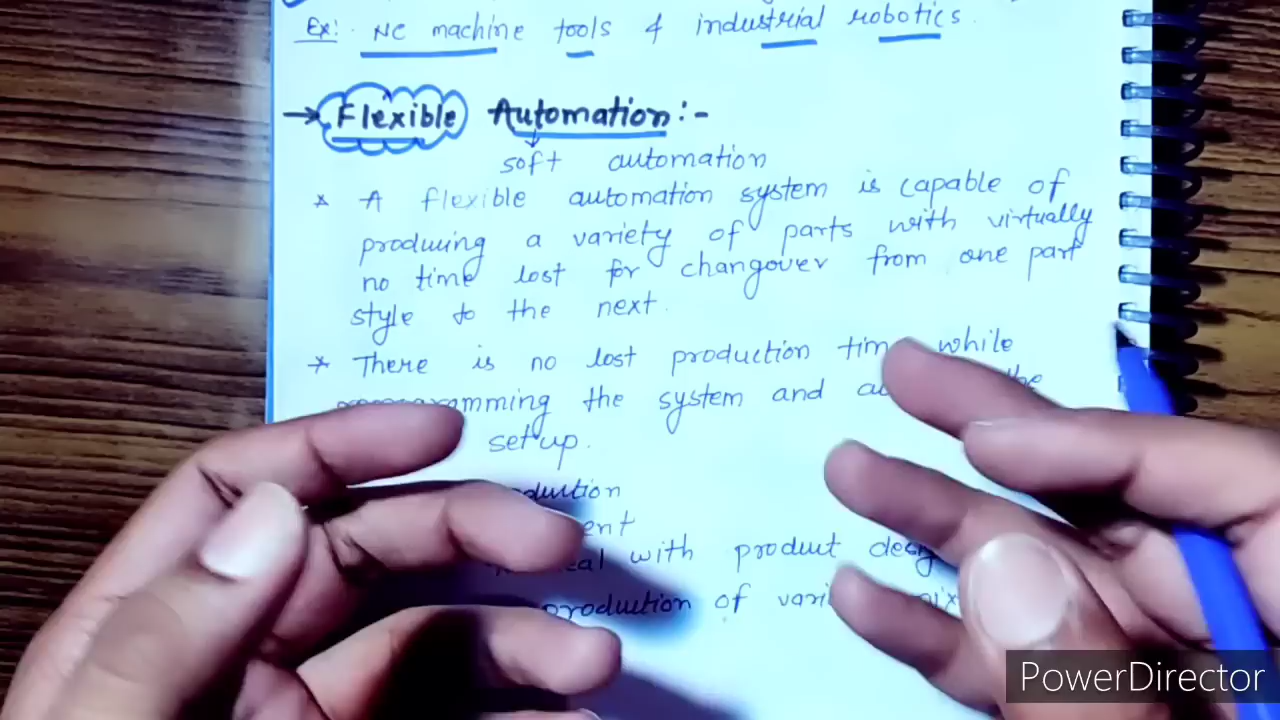 Ex: NC machine tools & industrial robotics.
→ Flexible Automation:-
soft automation
* A flexible automation system is capable of
produing a variety of parts with virtually
no time lost for changover from one part
style to the next.
* There is no lost production time while
the system and
setup.
with product
production of
PowerDirector